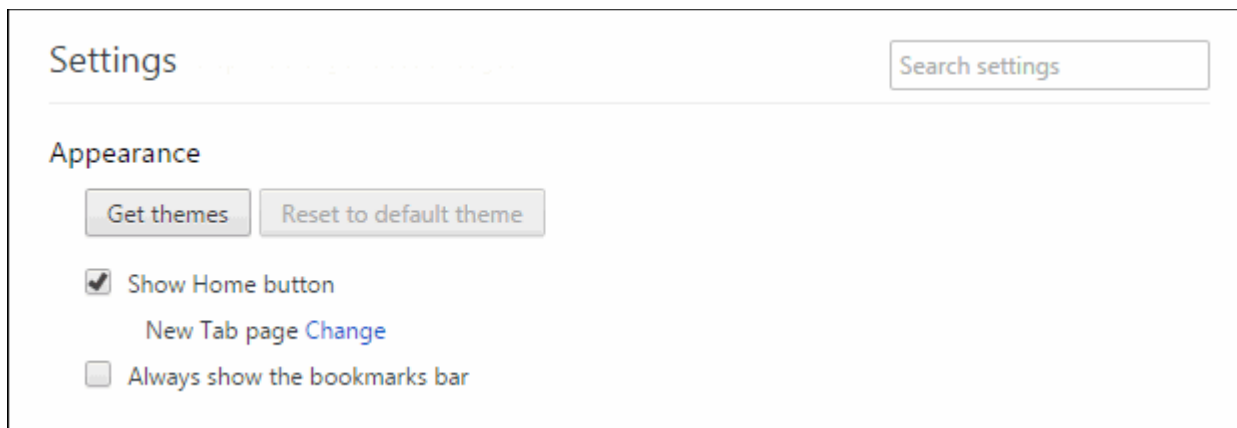 Settings
Search settings
Appearance
Get themes
Reset to default theme
Show Home button
New Tab page Change
Always show the bookmarks bar